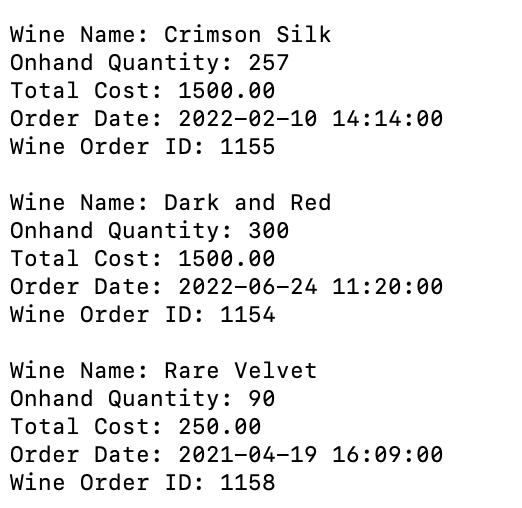 Wine Name: Crimson Silk
Onhand Quantity: 257
Total Cost: 1500.00
Order Date: 2022-02-10 14:14:00
Wine Order ID: 1155

Wine Name: Dark and Red
Onhand Quantity: 300
Total Cost: 1500.00
Order Date: 2022-06-24 11:20:00
Wine Order ID: 1154

Wine Name: Rare Velvet
Onhand Quantity: 90
Total Cost: 250.00
Order Date: 2021-04-19 16:09:00
Wine Order ID: 1158